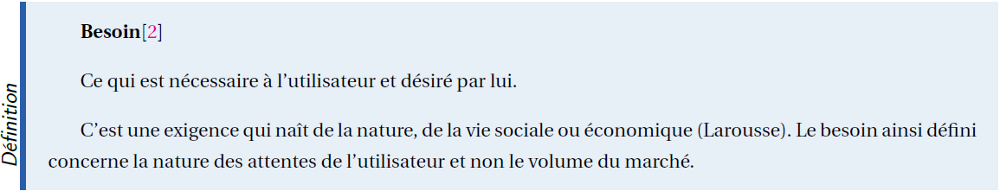 Besoin[2]
Ce qui est nécessaire à l'utilisateur et désiré par lui.
C'est une exigence qui naît de la nature, de la vie sociale ou économique (Larousse). Le besoin ainsi défini
concerne la nature des attentes de l'utilisateur et non le volume du marché.
Définition